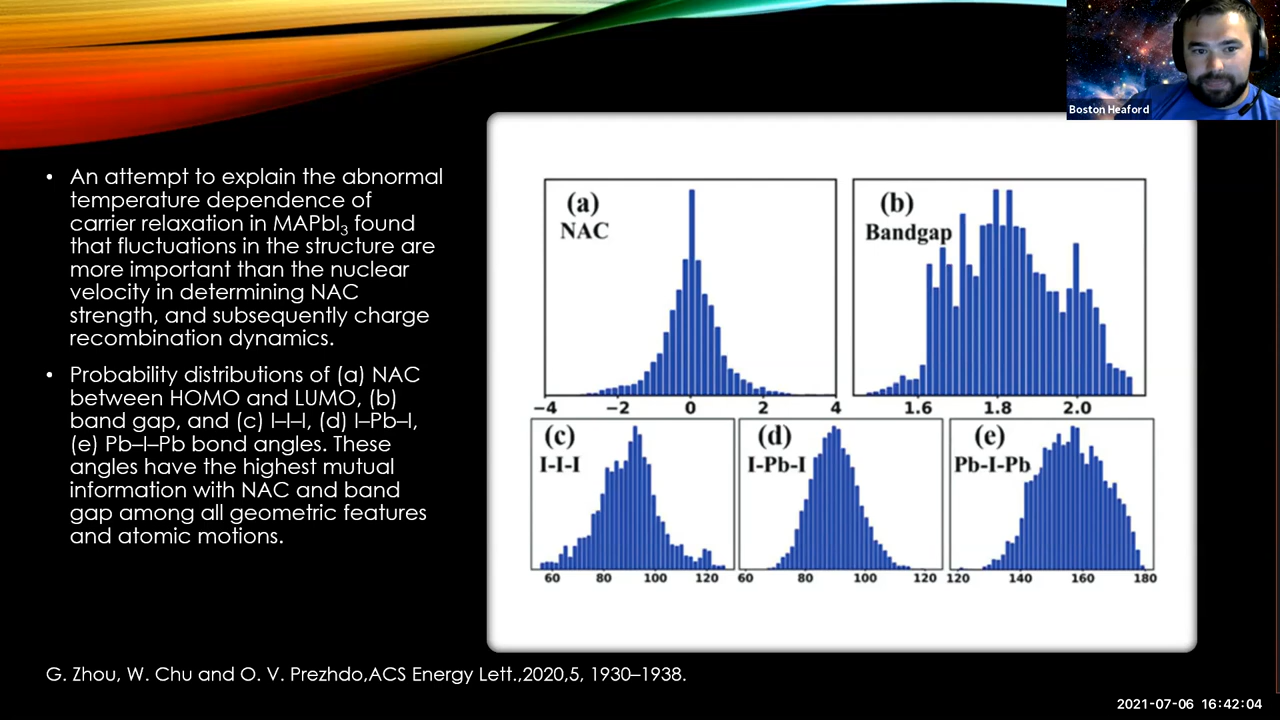 Boston Heaford
• An attempt to explain the abnormal
temperature dependence of
carrier relaxation in MAPbI₃ found
that fluctuations in the structure are
more important than the nuclear
velocity in determining NAC
strength, and subsequently charge
recombination dynamics.
• Probability distributions of (a) NAC
between HOMO and LUMO, (b)
band gap, and (c) I–I–I, (d) I–Pb–I,
(e) Pb–I–Pb bond angles. These
angles have the highest mutual
information with NAC and band
gap among all geometric features
and atomic motions.
(a)
NAC
−4 −2 0 2 4
(b)
Bandgap
1.6 1.8 2.0
(c)
I-I-I
60 80 100 120
(d)
I-Pb-I
60 80 100 120
(e)
Pb-I-Pb
120 140 160 180
G. Zhou, W. Chu and O. V. Prezhdo,ACS Energy Lett.,2020,5, 1930–1938.
2021-07-06 16:42:04